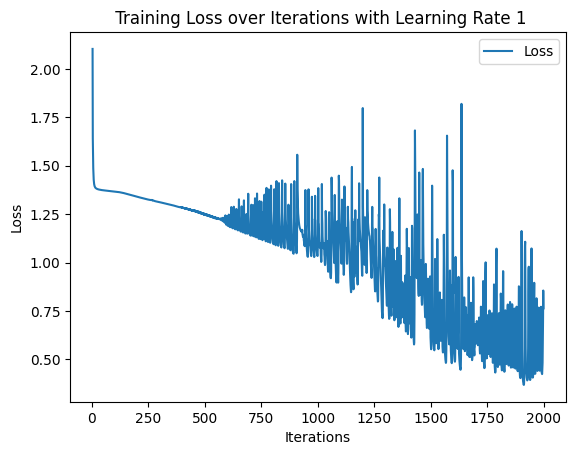 Training Loss over Iterations with Learning Rate 1
Loss
2.00
1.75
1.50
1.25
1.00
0.75
0.50
Loss
0 250 500 750 1000 1250 1500 1750 2000
Iterations